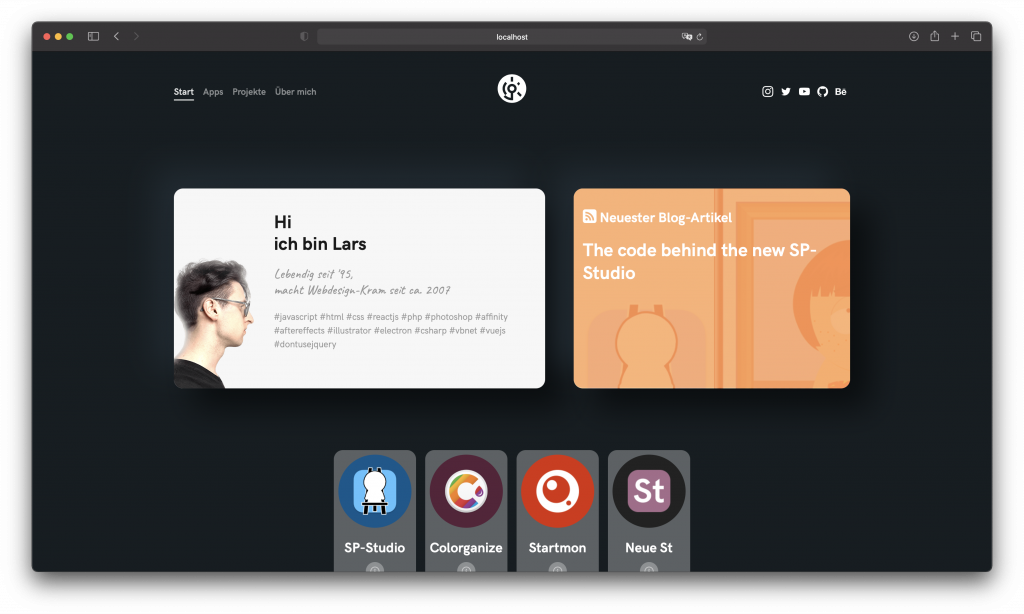 localhost
Start Apps Projekte Über mich
Bē
Hi
ich bin Lars
Lebendig seit '95,
macht Webdesign-Kram seit ca. 2007
#javascript #html #css #reactjs #php #photoshop #affinity
#aftereffects #illustrator #electron #csharp #vbnet #vuejs
#dontusejquery
Neuester Blog-Artikel
The code behind the new SP-
Studio
St
SP-Studio Colorganize Startmon Neue St